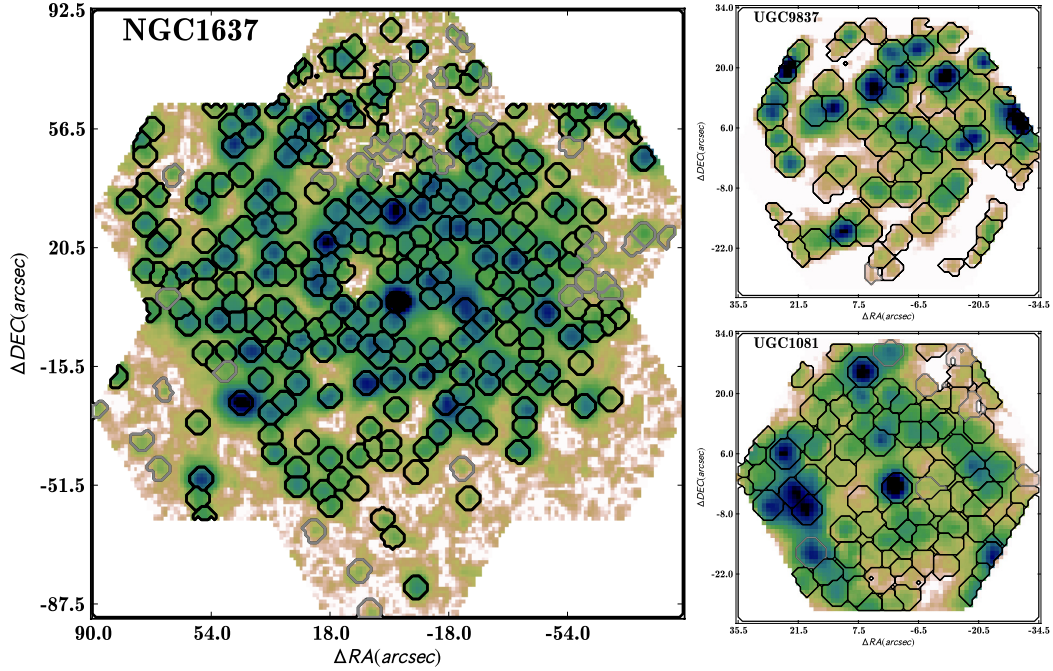 NGC1637
92.5
56.5
20.5
-15.5
-51.5
-87.5
ΔDEC(arcsec)
90.0 54.0 18.0 -18.0 -54.0
ΔRA(arcsec)
UGC9837
34.0
20.0
6.0
-8.0
-22.0
ΔDEC(arcsec)
35.5 21.5 7.5 -6.5 -20.5 -34.5
ΔRA(arcsec)
UGC1081
34.0
20.0
6.0
-8.0
-22.0
ΔDEC(arcsec)
35.5 21.5 7.5 -6.5 -20.5 -34.5
ΔRA(arcsec)